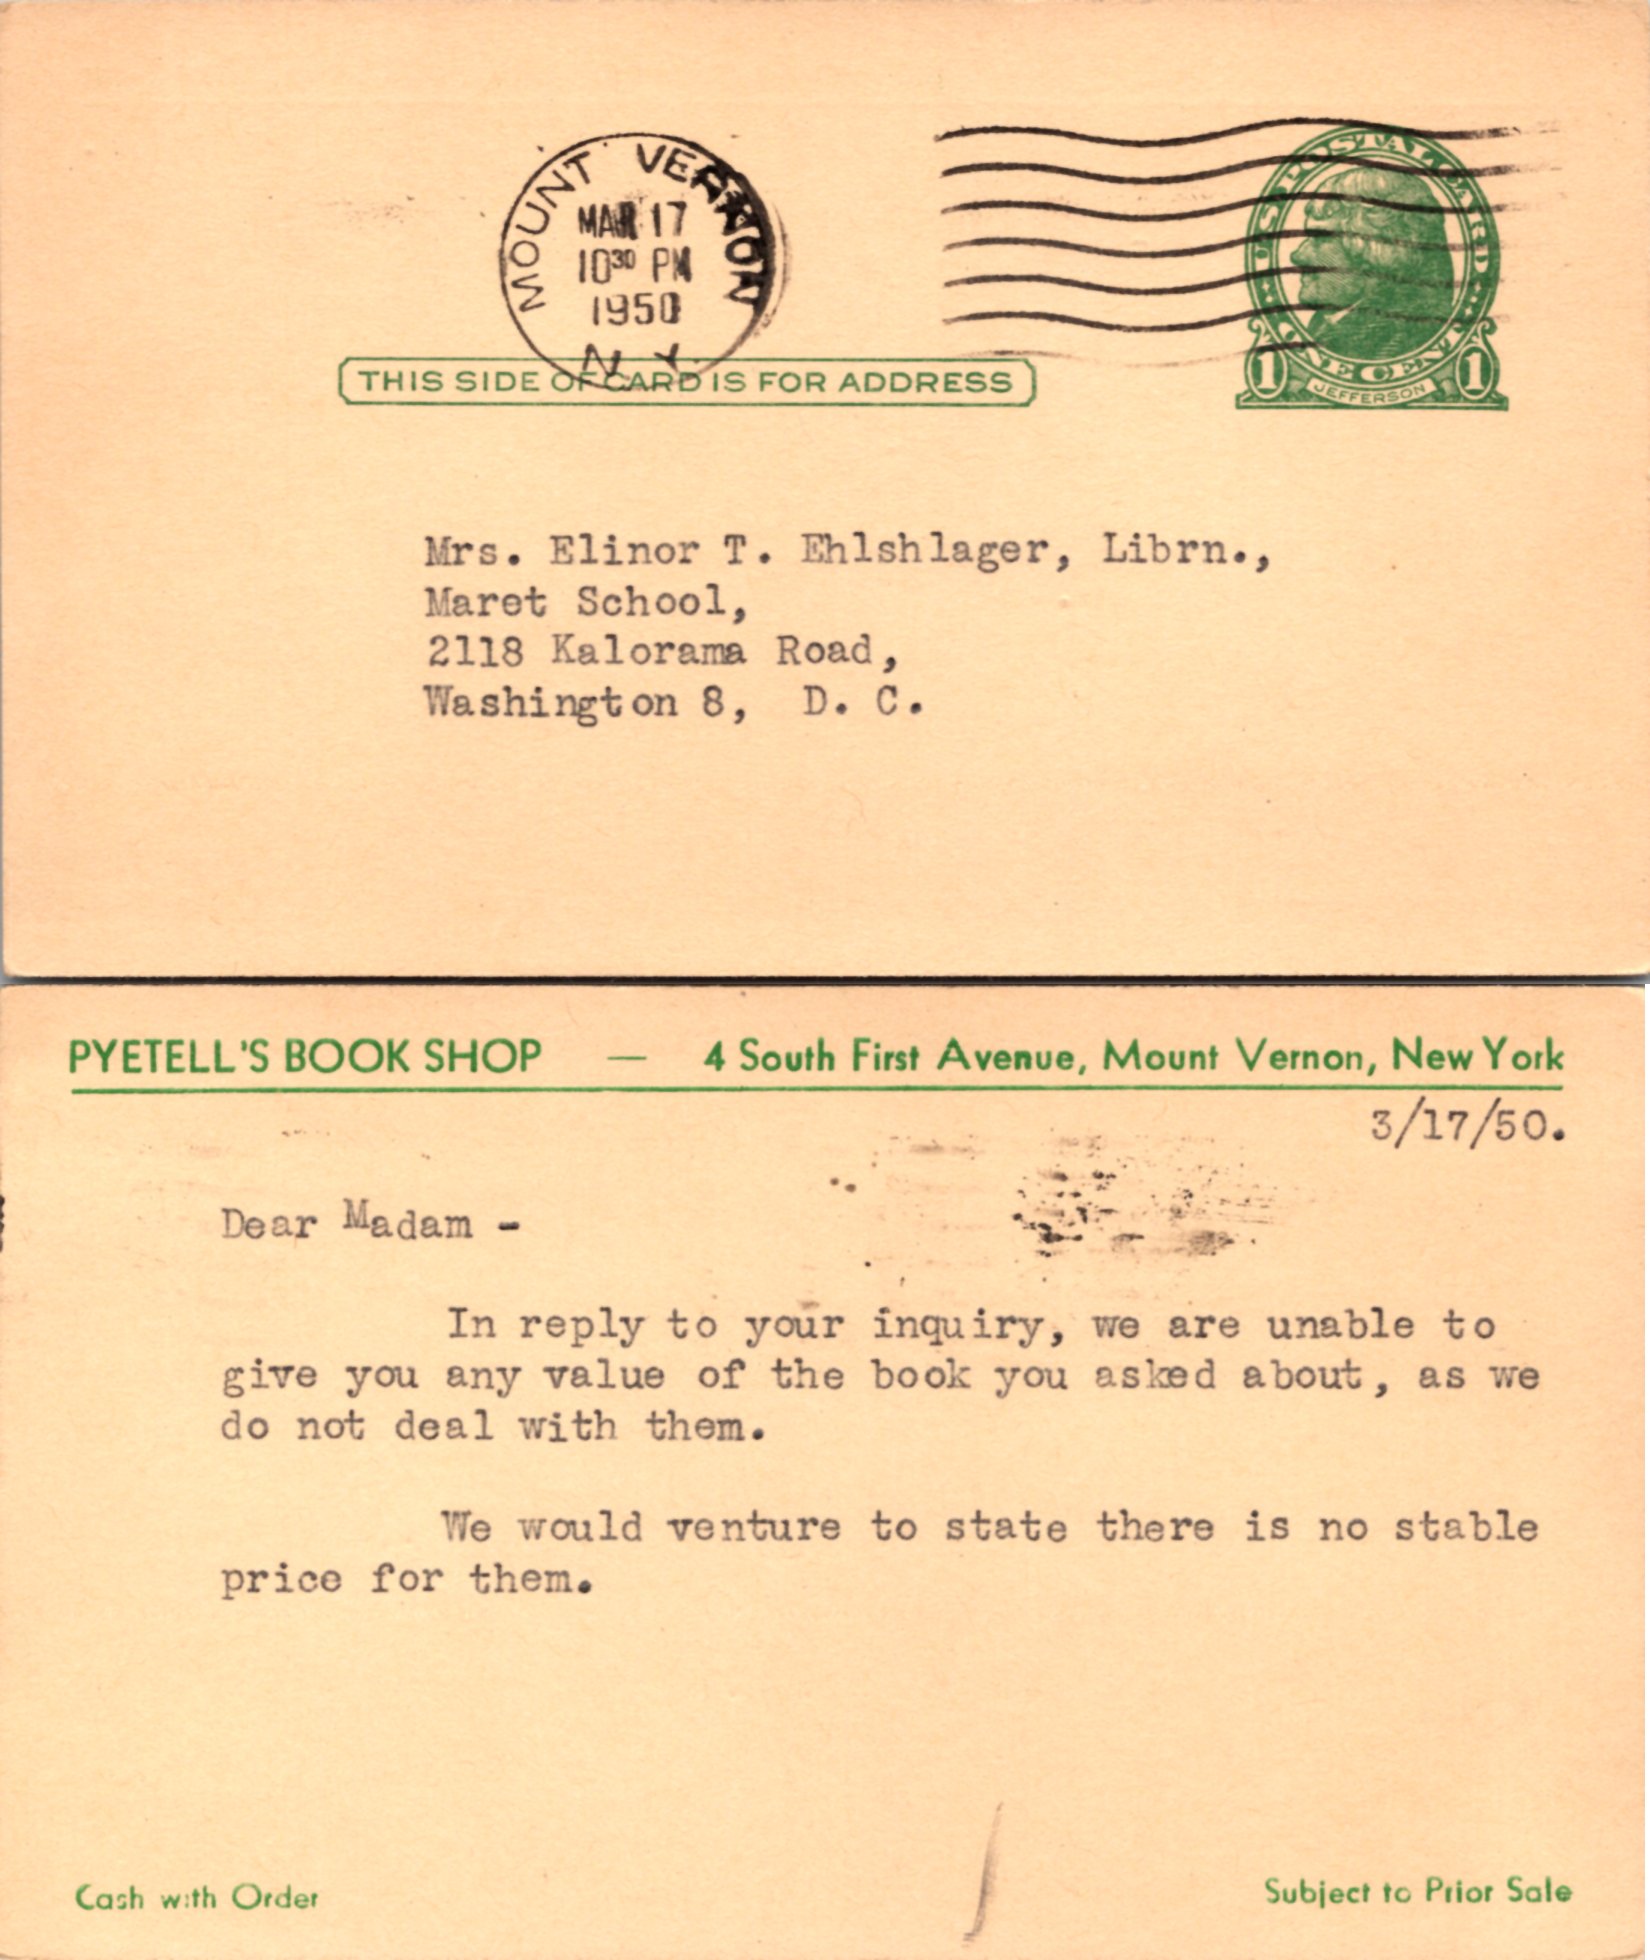 MOUNT VERNON
MAR 17
10 30 PM
1950
N. Y.
U.S. POSTAL CARD
ONE CENT
1 JEFFERSON 1
THIS SIDE OF CARD IS FOR ADDRESS
Mrs. Elinor T. Ehlshlager, Librn.,
Maret School,
2118 Kalorama Road,
Washington 8, D. C.
PYETELL'S BOOK SHOP — 4 South First Avenue, Mount Vernon, New York
3/17/50.
Dear Madam -
In reply to your inquiry, we are unable to
give you any value of the book you asked about, as we
do not deal with them.
We would venture to state there is no stable
price for them.
Cash with Order
Subject to Prior Sale